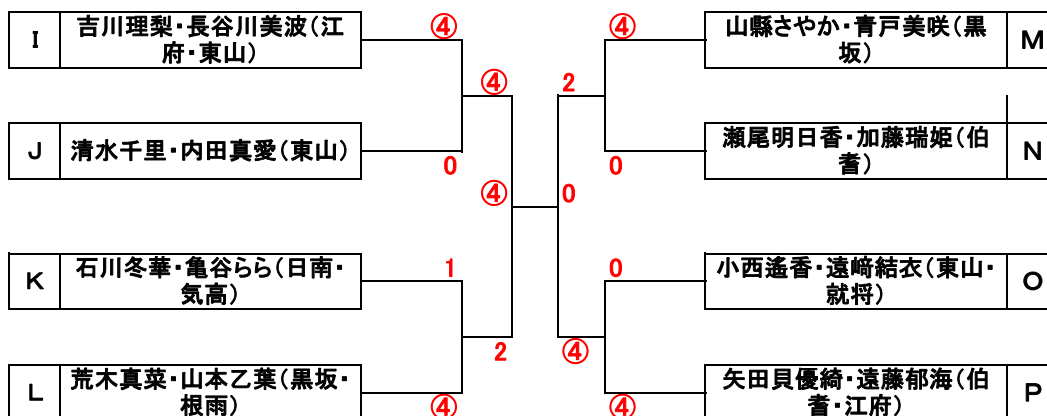 I
吉川理梨・長谷川美波(江
府・東山)
④
④
山縣さやか・青戸美咲(黒
坂)
M
④
2
J
清水千里・内田真愛(東山)
0
0
瀬尾明日香・加藤瑞姫(伯
耆)
N
④
0
K
石川冬華・亀谷らら(日南・
気高)
1
0
小西遙香・遠﨑結衣(東山・
就将)
O
2
④
L
荒木真菜・山本乙葉(黒坂・
根雨)
④
④
矢田貝優綺・遠藤郁海(伯
耆・江府)
P